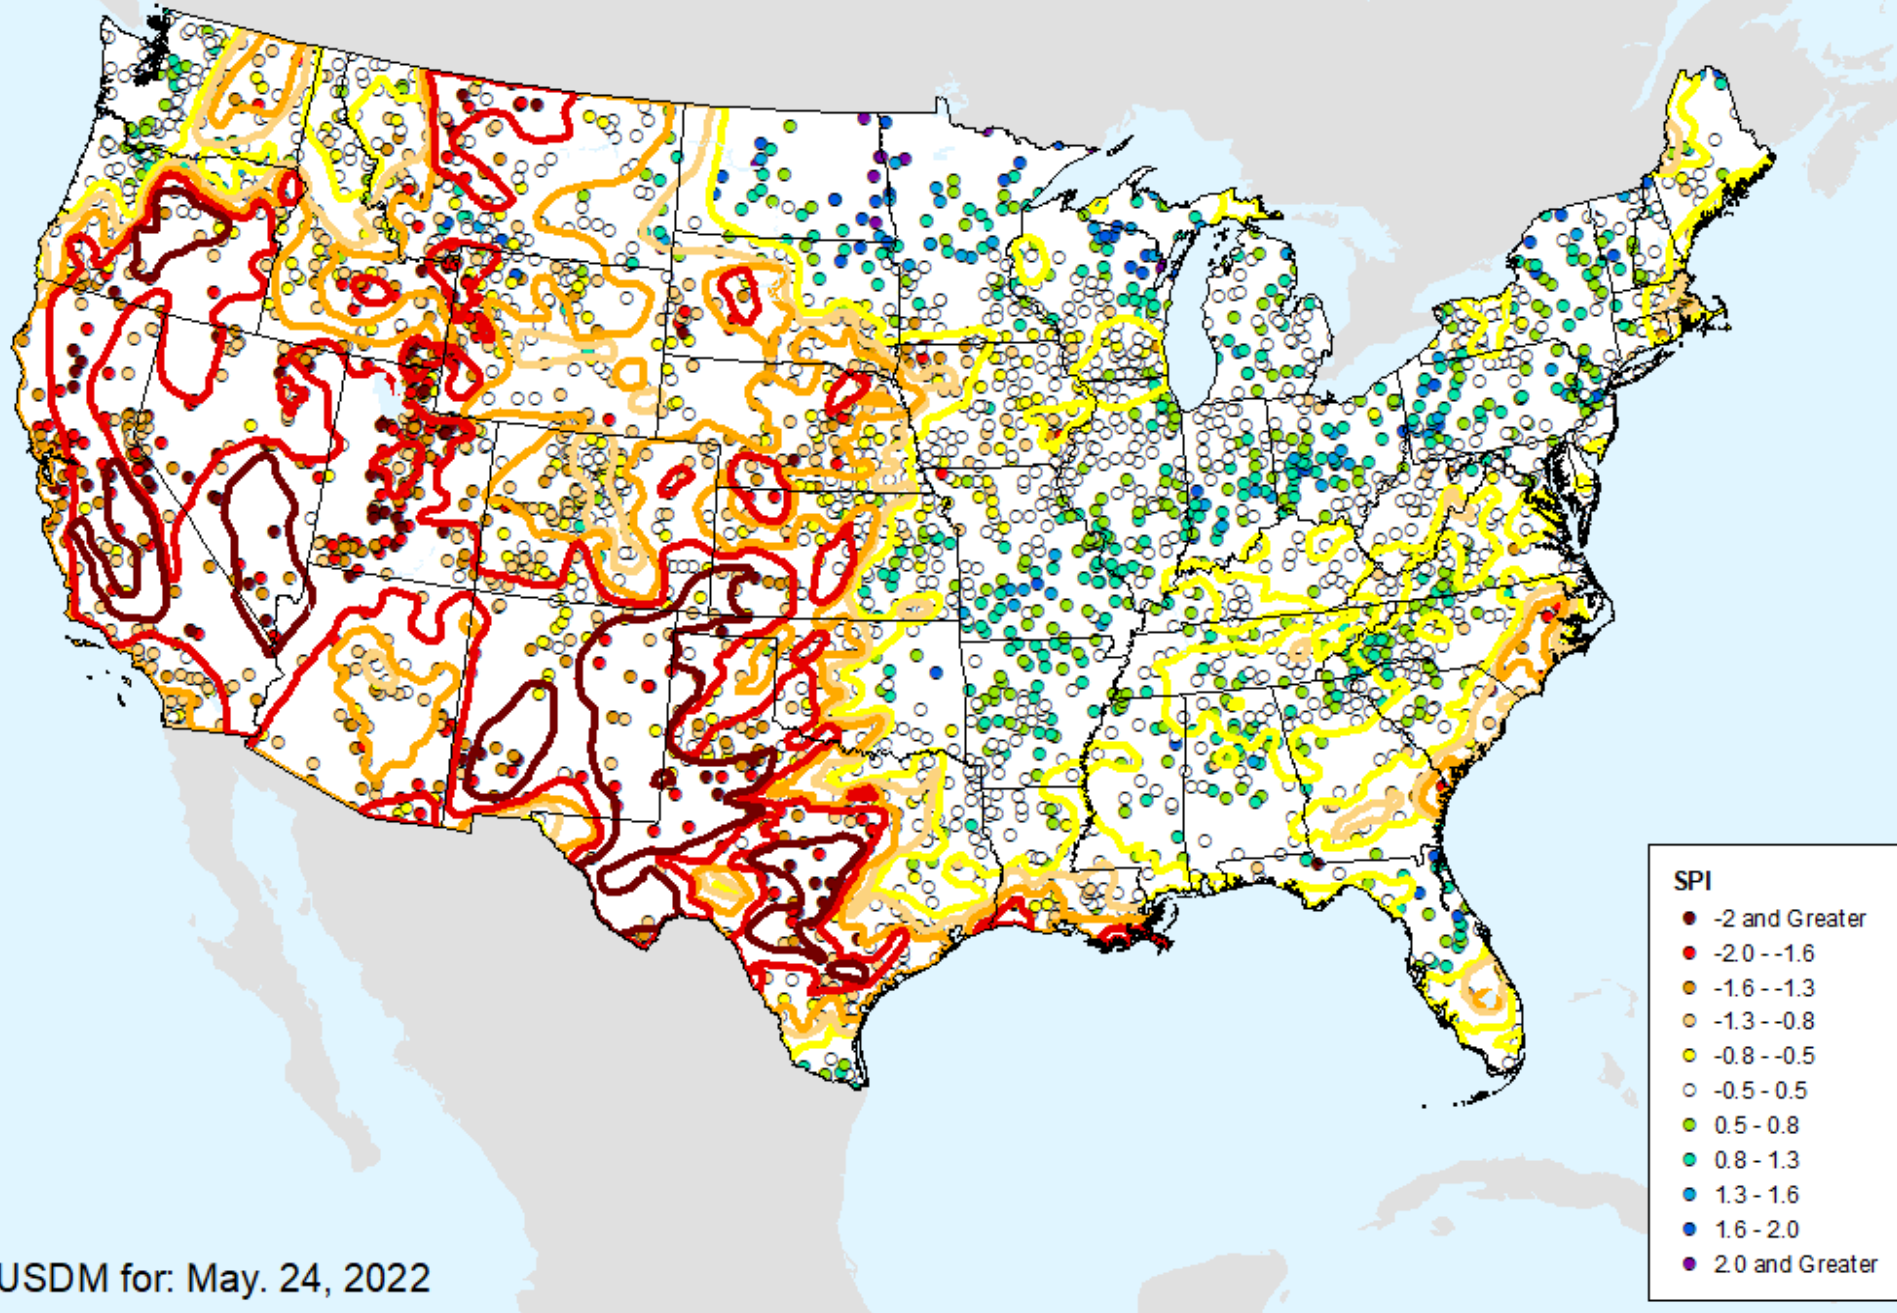 SPI
-2 and Greater
-2.0 - -1.6
-1.6 - -1.3
-1.3 - -0.8
-0.8 - -0.5
-0.5 - 0.5
0.5 - 0.8
0.8 - 1.3
1.3 - 1.6
1.6 - 2.0
2.0 and Greater
USDM for: May. 24, 2022